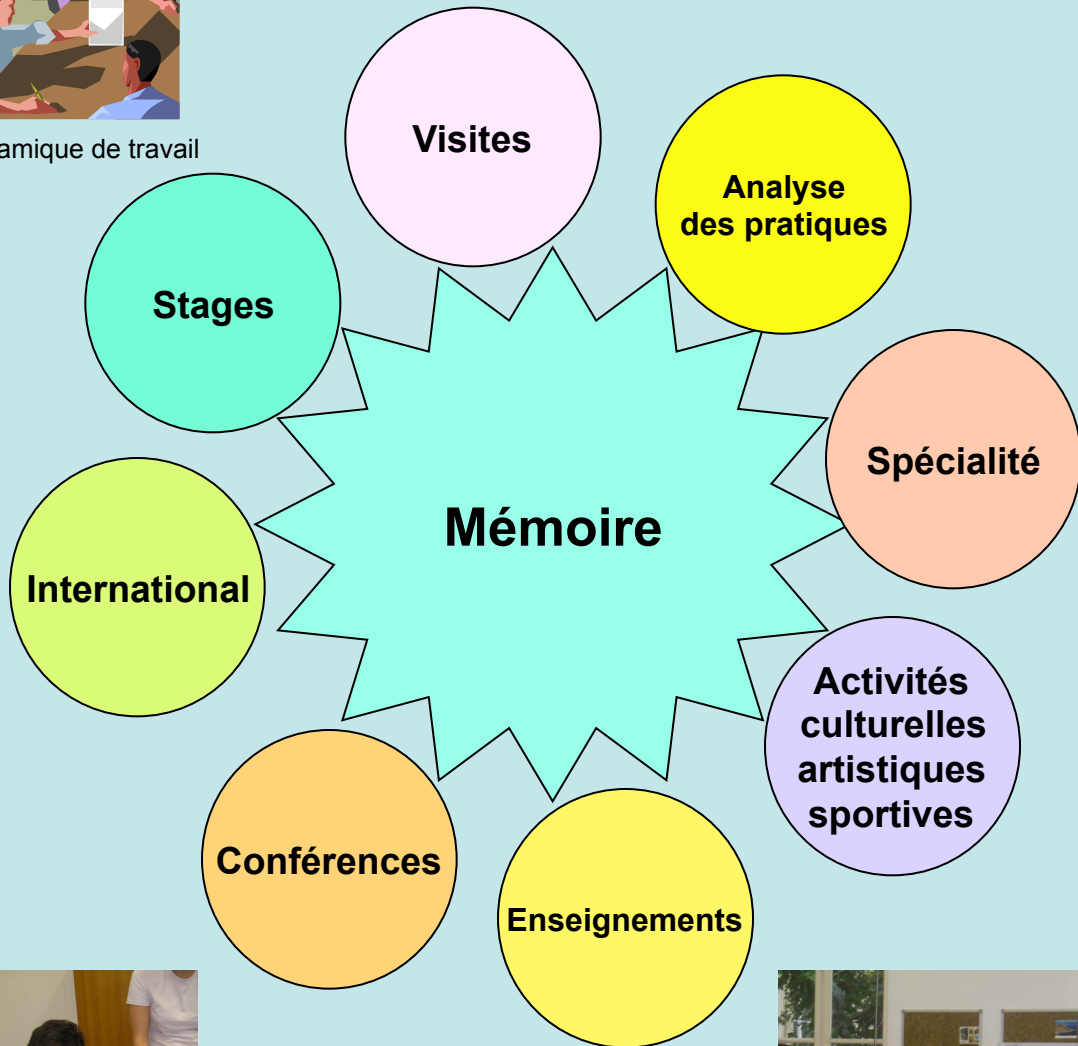 amique de travail
Visites
Analyse
des pratiques
Stages
Spécialité
Mémoire
International
Activités
culturelles
artistiques
sportives
Conférences
Enseignements